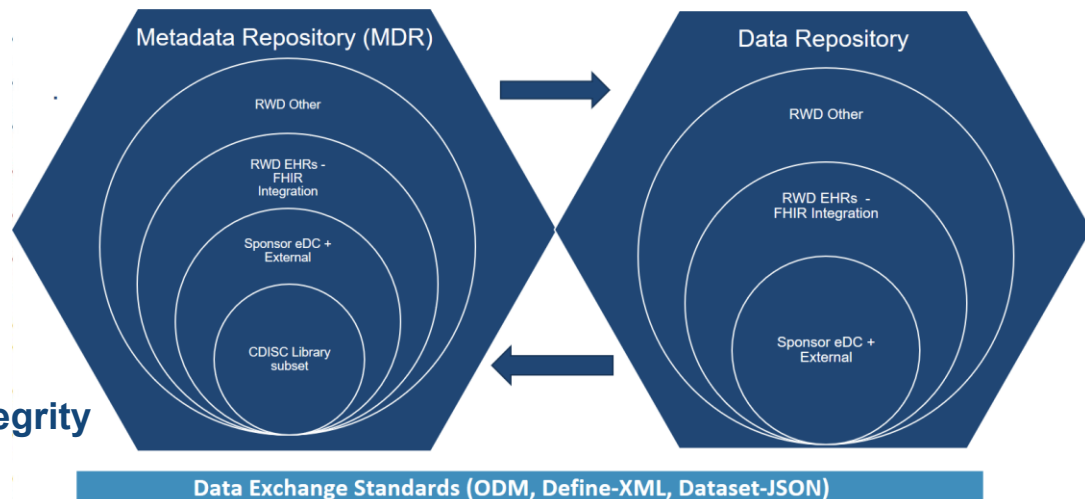 Metadata Repository (MDR)
RWD Other
RWD EHRs -
FHIR
Integration
Sponsor eDC +
External
CDISC Library
subset
Data Repository
RWD Other
RWD EHRs -
FHIR Integration
Sponsor eDC +
External
egrity
Data Exchange Standards (ODM, Define-XML, Dataset-JSON)